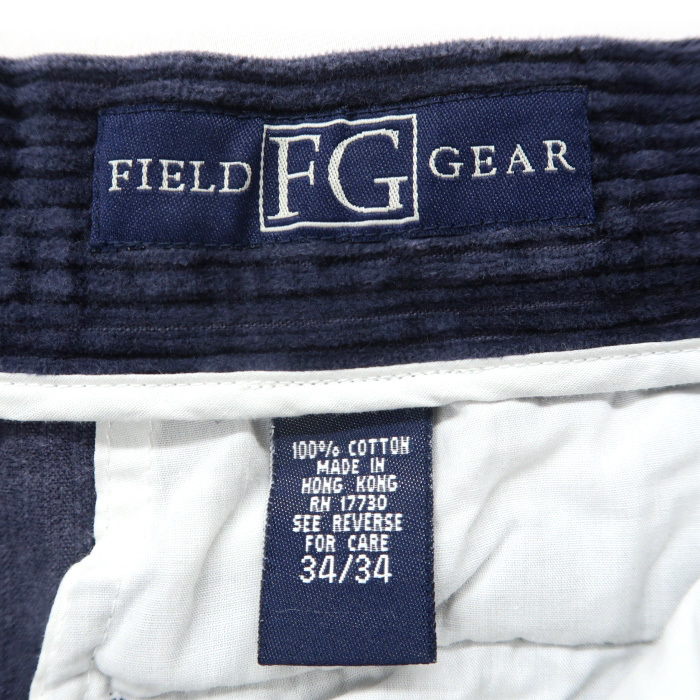 FIELD FG GEAR
100% COTTON
MADE IN
HONG KONG
RN 17730
SEE REVERSE
FOR CARE
34/34